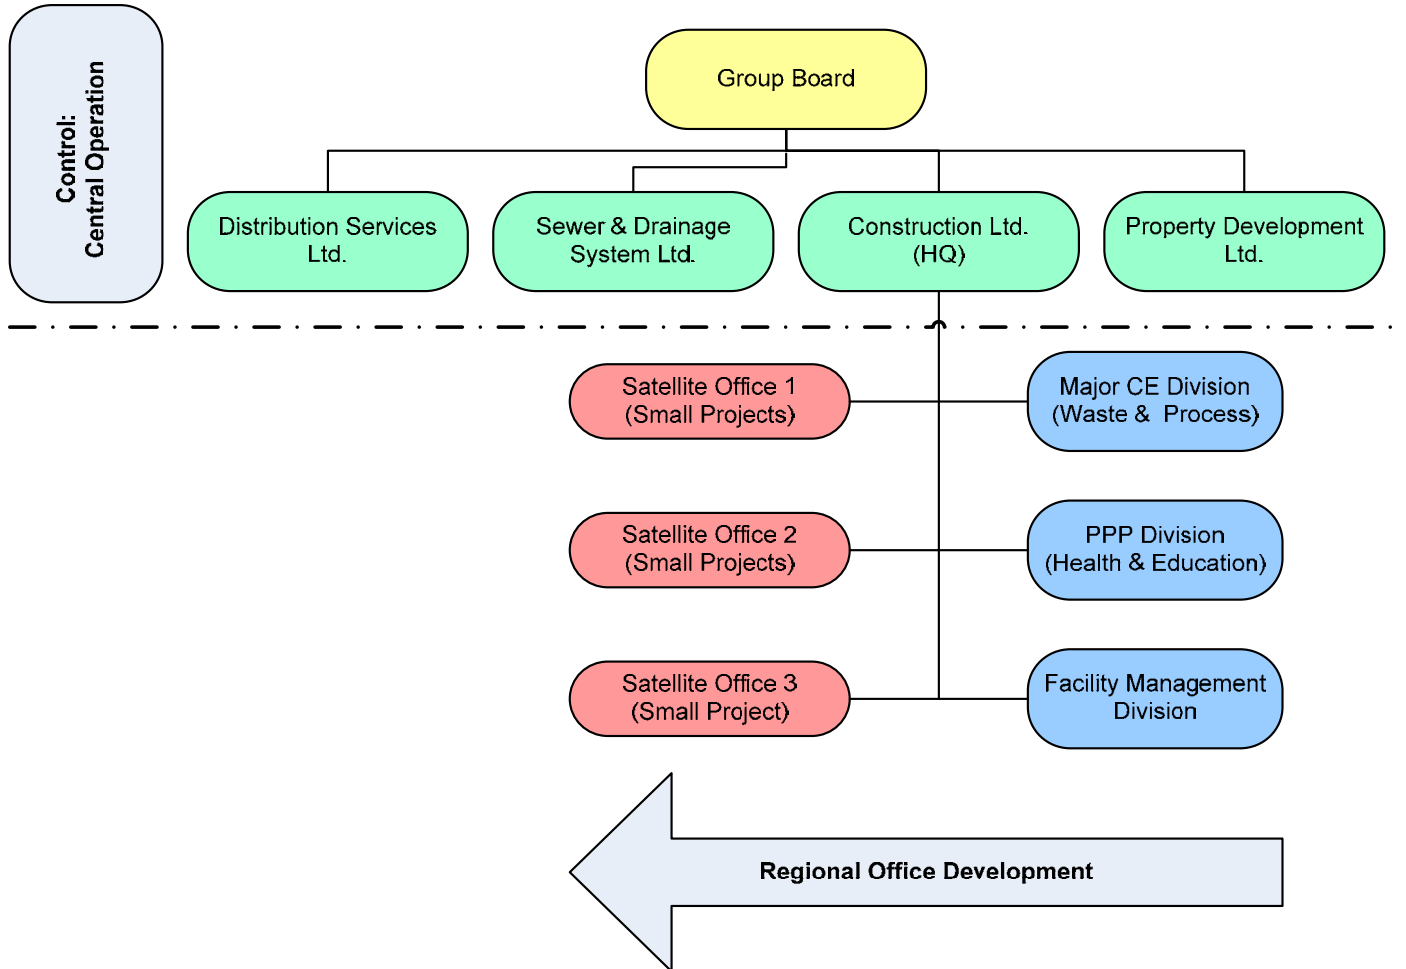 Control:
Central Operation
Group Board
Distribution Services
Ltd.
Sewer & Drainage
System Ltd.
Construction Ltd.
(HQ)
Property Development
Ltd.
Satellite Office 1
(Small Projects)
Major CE Division
(Waste & Process)
Satellite Office 2
(Small Projects)
PPP Division
(Health & Education)
Satellite Office 3
(Small Project)
Facility Management
Division
Regional Office Development